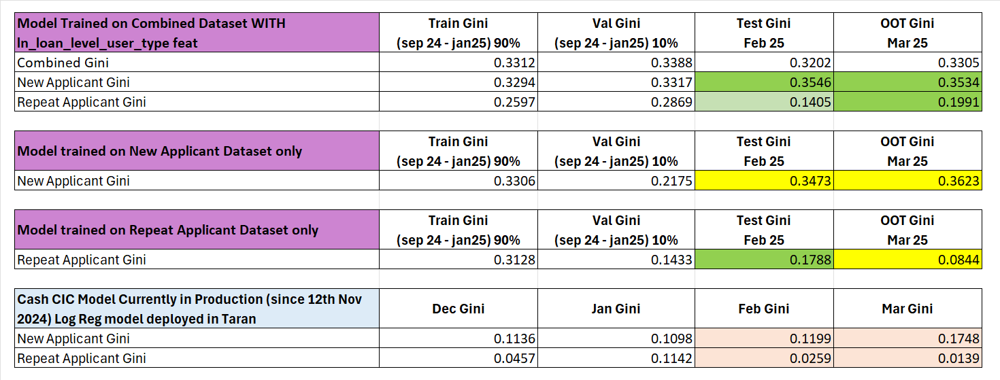 Model Trained on Combined Dataset WITH
ln_loan_level_user_type feat
Train Gini
(sep 24 - jan25) 90%
Val Gini
(sep 24 - jan25) 10%
Test Gini
Feb 25
OOT Gini
Mar 25
Combined Gini 0.3312 0.3388 0.3202 0.3305
New Applicant Gini 0.3294 0.3317 0.3546 0.3534
Repeat Applicant Gini 0.2597 0.2869 0.1405 0.1991
Model trained on New Applicant Dataset only
Train Gini
(sep 24 - jan25) 90%
Val Gini
(sep 24 - jan25) 10%
Test Gini
Feb 25
OOT Gini
Mar 25
New Applicant Gini 0.3306 0.2175 0.3473 0.3623
Model trained on Repeat Applicant Dataset only
Train Gini
(sep 24 - jan25) 90%
Val Gini
(sep 24 - jan25) 10%
Test Gini
Feb 25
OOT Gini
Mar 25
Repeat Applicant Gini 0.3128 0.1433 0.1788 0.0844
Cash CIC Model Currently in Production (since 12th Nov
2024) Log Reg model deployed in Taran
Dec Gini
Jan Gini
Feb Gini
Mar Gini
New Applicant Gini 0.1136 0.1098 0.1199 0.1748
Repeat Applicant Gini 0.0457 0.1142 0.0259 0.0139